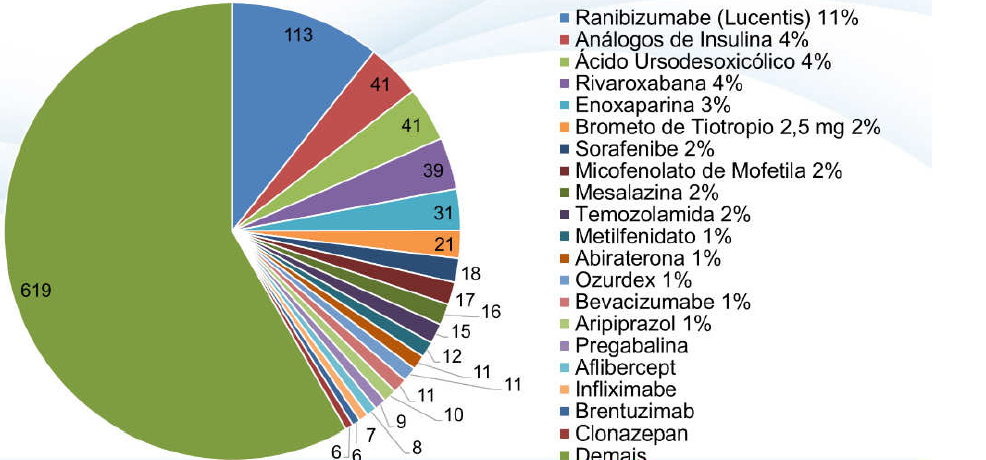 113
41
41
39
31
21
18
17
16
15
12
11
11
11
10
9
8
7
6
6
619
Ranibizumabe (Lucentis) 11%
Análogos de Insulina 4%
Ácido Ursodesoxicólico 4%
Rivaroxabana 4%
Enoxaparina 3%
Brometo de Tiotropio 2,5 mg 2%
Sorafenibe 2%
Micofenolato de Mofetila 2%
Mesalazina 2%
Temozolamida 2%
Metilfenidato 1%
Abiraterona 1%
Ozurdex 1%
Bevacizumabe 1%
Aripiprazol 1%
Pregabalina
Aflibercept
Infliximabe
Brentuzimab
Clonazepan
Demais